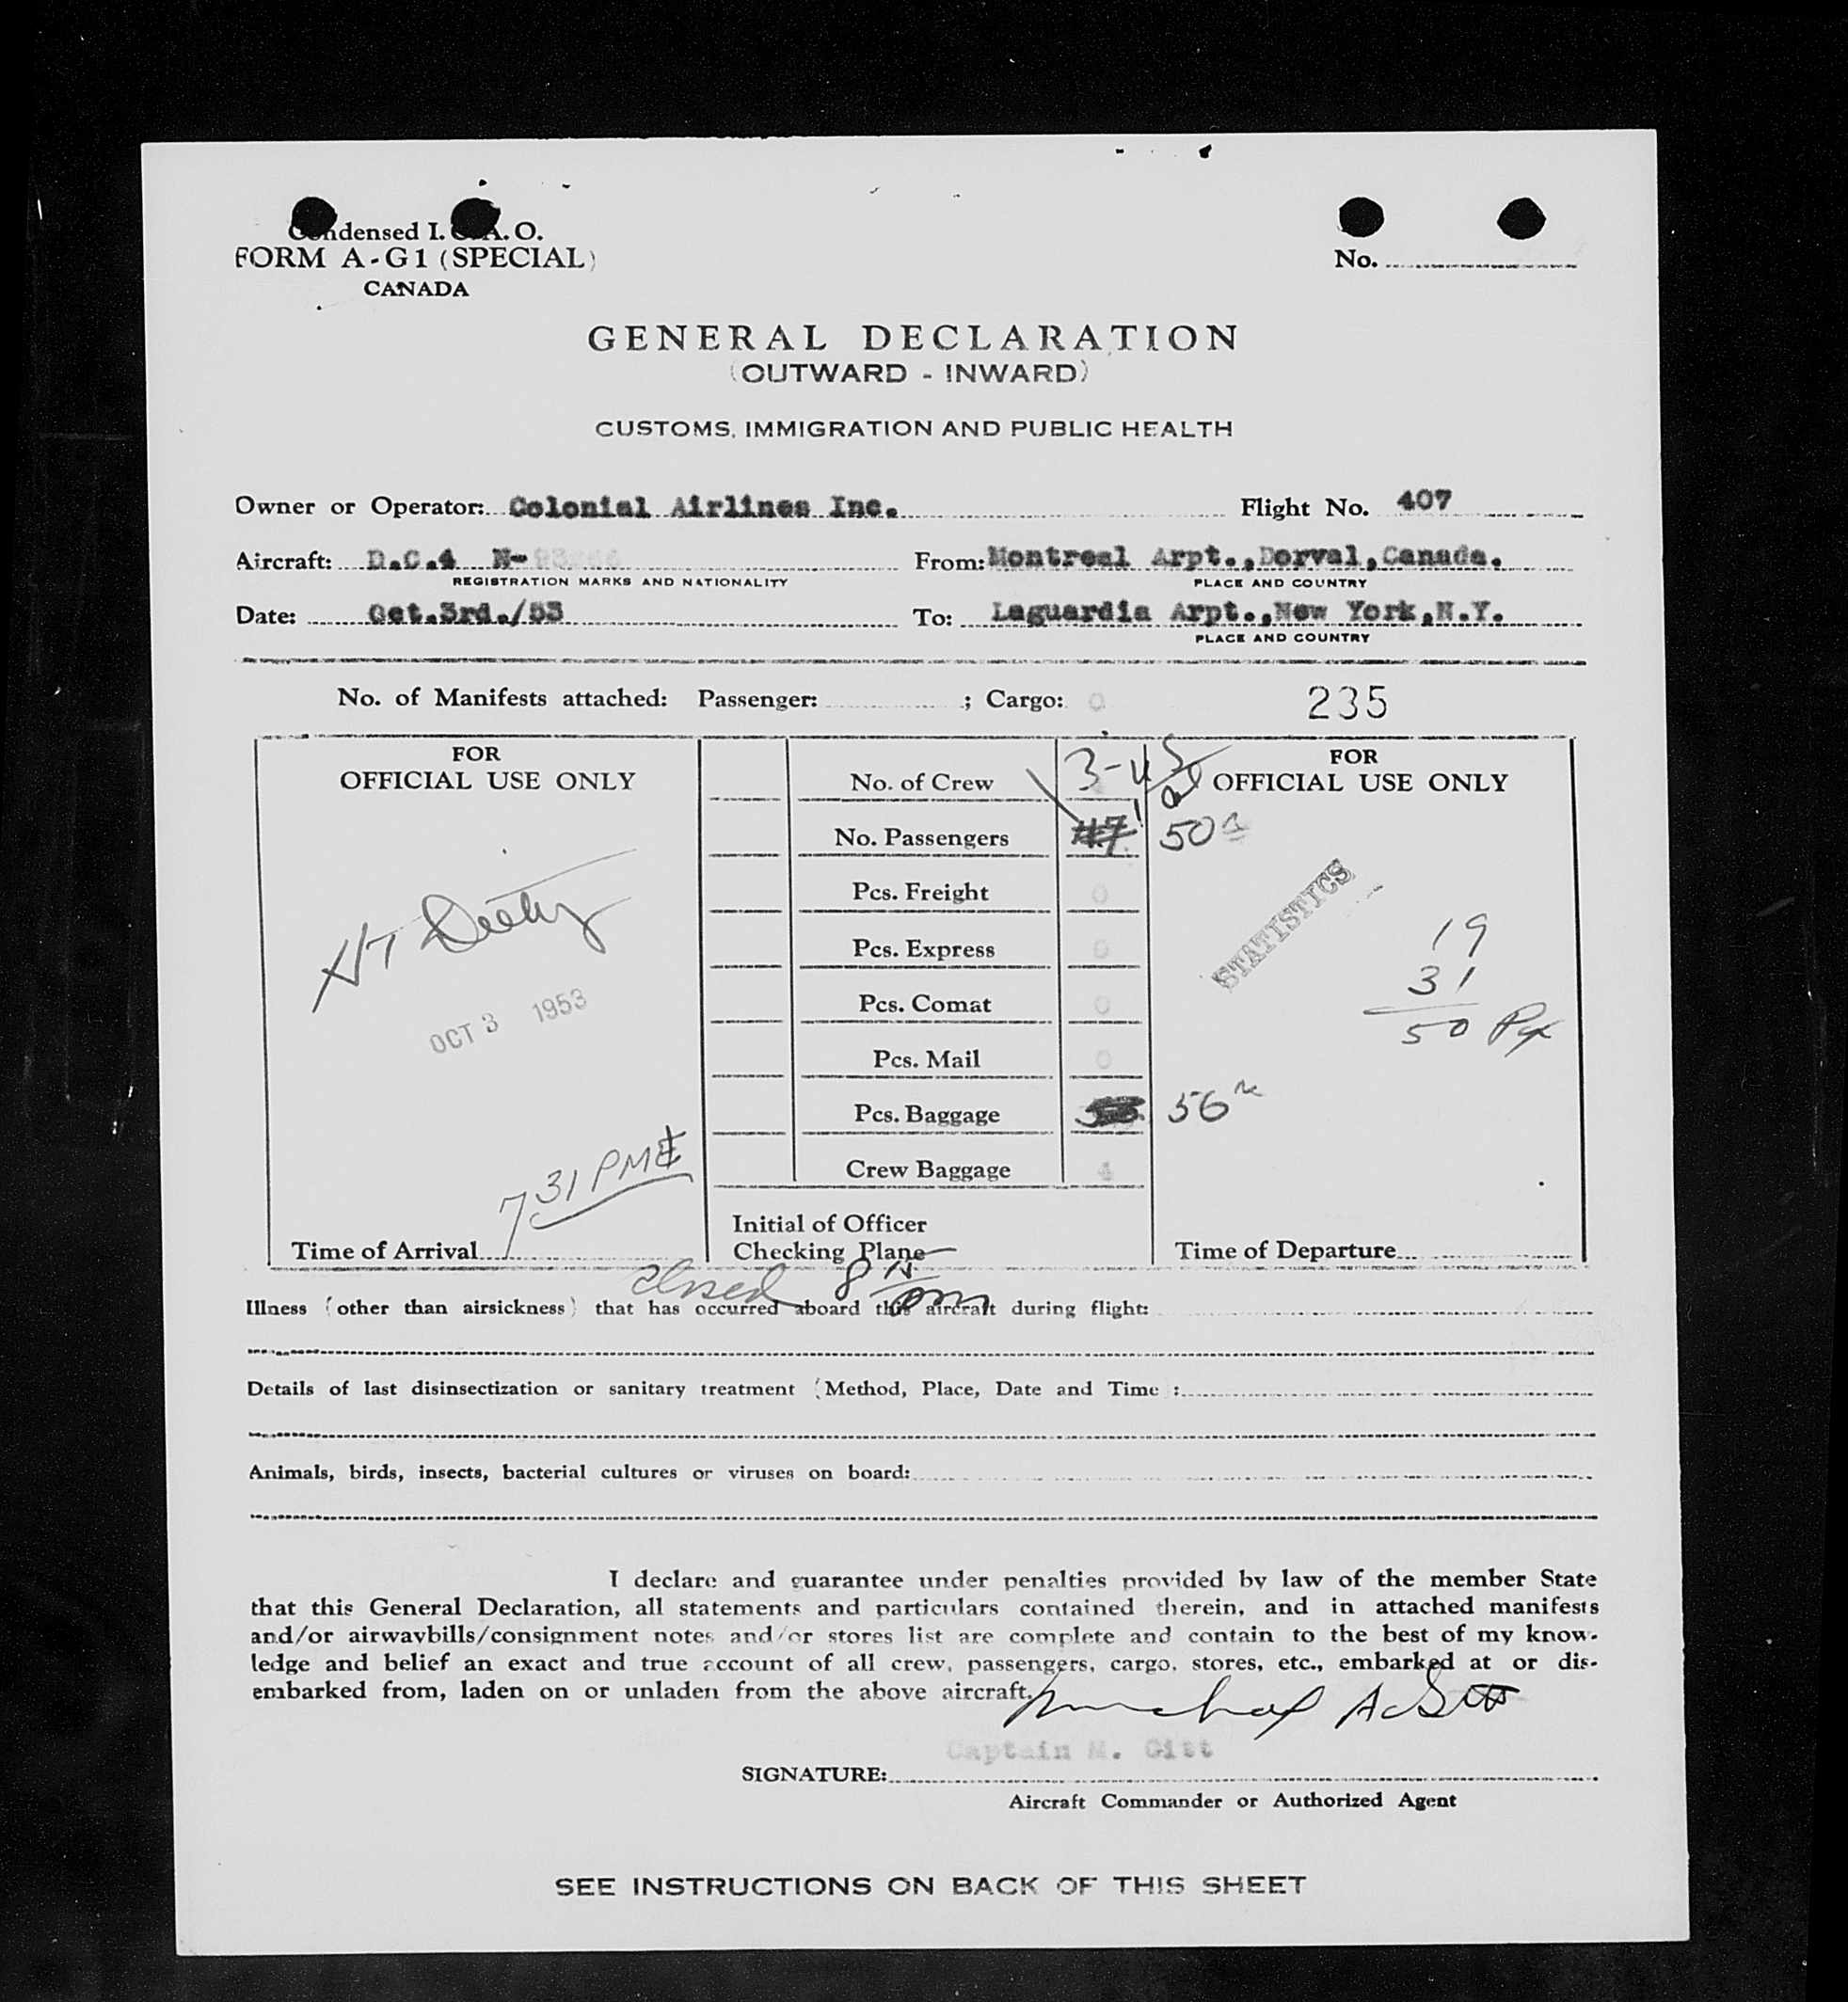 Condensed I.C.A.O.
FORM A-G1 (SPECIAL)
CANADA
No.
GENERAL DECLARATION
(OUTWARD - INWARD)
CUSTOMS, IMMIGRATION AND PUBLIC HEALTH
Owner or Operator: Colonial Airlines Inc. Flight No. 407
Aircraft: D.C.4 N- From: Montreal Arpt., Dorval, Canada.
REGISTRATION MARKS AND NATIONALITY PLACE AND COUNTRY
Date: Oct.3rd./53 To: Laguardia Arpt., New York, N.Y.
PLACE AND COUNTRY
No. of Manifests attached: Passenger: ; Cargo: 0 235
FOR
OFFICIAL USE ONLY
OCT 3 1953
7 31 PM
Time of Arrival
No. of Crew 3-US
No. Passengers 47 50
Pcs. Freight 0
Pcs. Express 0
Pcs. Comat 0
Pcs. Mail 0
Pcs. Baggage 56
Crew Baggage 4
Initial of Officer
Checking Plane
FOR
OFFICIAL USE ONLY
STATISTICS
19
31
50 Px
Time of Departure
closed 8
Illness (other than airsickness) that has occurred aboard this aircraft during flight:
Details of last disinsectization or sanitary treatment (Method, Place, Date and Time :
Animals, birds, insects, bacterial cultures or viruses on board:
I declare and guarantee under penalties provided by law of the member State
that this General Declaration, all statements and particulars contained therein, and in attached manifests
and/or airwaybills/consignment notes and/or stores list are complete and contain to the best of my know-
ledge and belief an exact and true account of all crew, passengers, cargo, stores, etc., embarked at or dis-
embarked from, laden on or unladen from the above aircraft.
Michael A Gitt
Captain M. Gitt
SIGNATURE:
Aircraft Commander or Authorized Agent
SEE INSTRUCTIONS ON BACK OF THIS SHEET